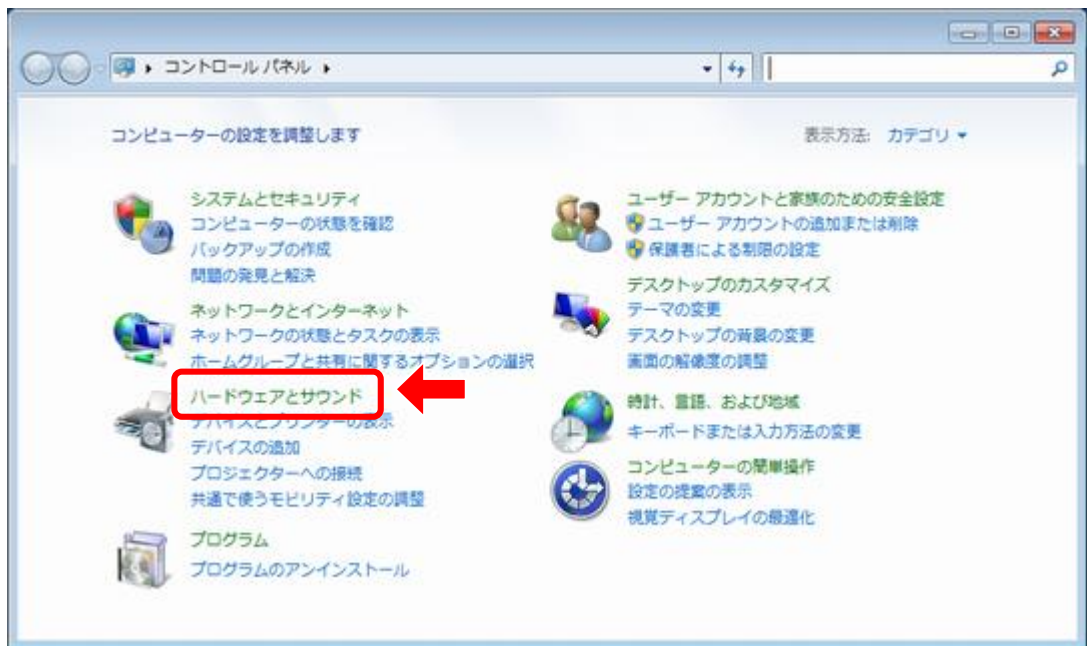 コントロール パネル
コンピューターの設定を調整します
表示方法: カテゴリ
システムとセキュリティ
コンピューターの状態を確認
バックアップの作成
問題の発見と解決
ネットワークとインターネット
ネットワークの状態とタスクの表示
ホームグループと共有に関するオプションの選択
ハードウェアとサウンド
デバイスとプリンターの表示
デバイスの追加
プロジェクターへの接続
共通で使うモビリティ設定の調整
プログラム
プログラムのアンインストール
ユーザー アカウントと家族のための安全設定
ユーザー アカウントの追加または削除
保護者による制限の設定
デスクトップのカスタマイズ
テーマの変更
デスクトップの背景の変更
画面の解像度の調整
時計、言語、および地域
キーボードまたは入力方法の変更
コンピューターの簡単操作
設定の提案の表示
視覚ディスプレイの最適化